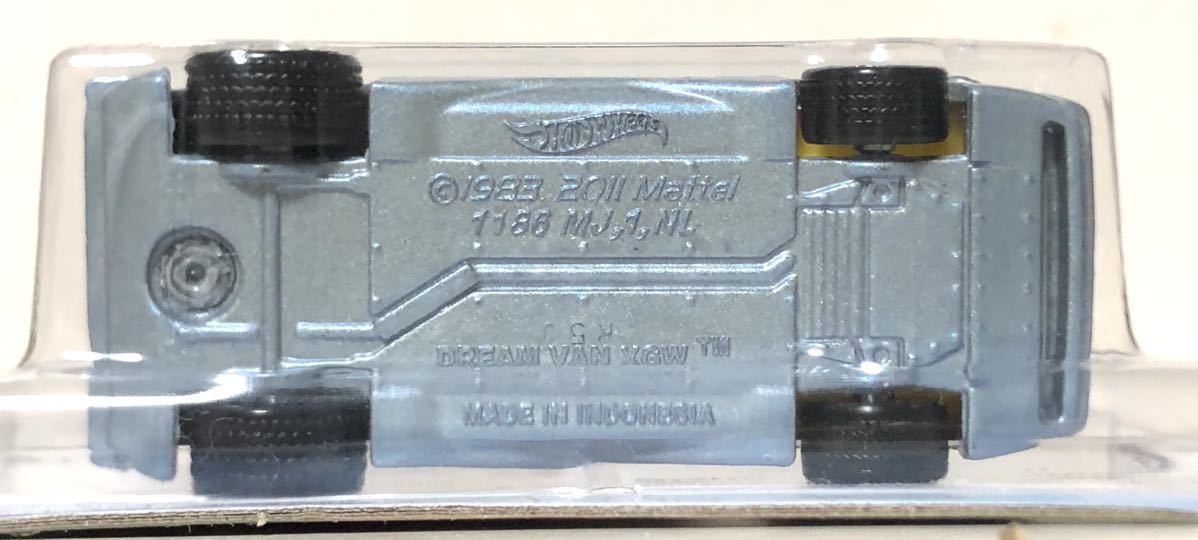 HOT WHEELS
©1983. 2011 Mattel
1186 MJ,1,NL
DREAM VAN XGW™
MADE IN INDONESIA